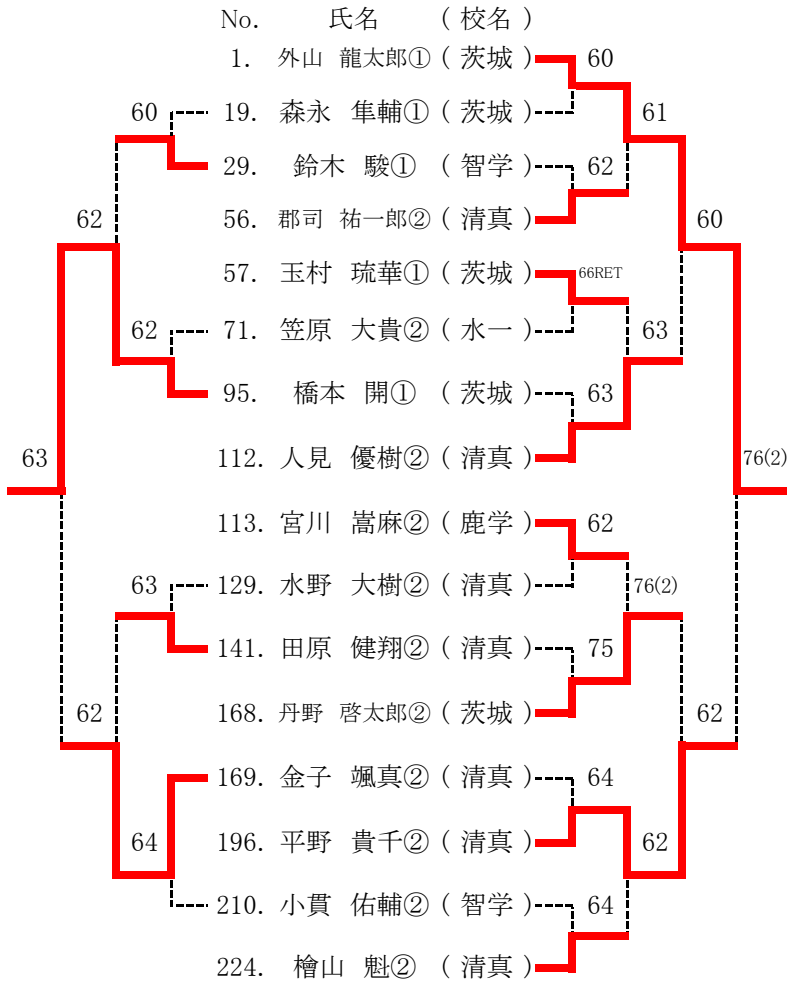 No. 氏名 (校名)
1. 外山 龍太郎① (茨城) 60
60 19. 森永 隼輔① (茨城) 61
29. 鈴木 駿① (智学) 62
62 56. 郡司 祐一郎② (清真) 60
57. 玉村 琉華① (茨城) 66RET
62 71. 笠原 大貴② (水一) 63
95. 橋本 開① (茨城) 63
63 112. 人見 優樹② (清真) 76(2)
113. 宮川 嵩麻② (鹿学) 62
63 129. 水野 大樹② (清真) 76(2)
141. 田原 健翔② (清真) 75
62 168. 丹野 啓太郎② (茨城) 62
169. 金子 颯真② (清真) 64
64 196. 平野 貴千② (清真) 62
210. 小貫 佑輔② (智学) 64
224. 檜山 魁② (清真)